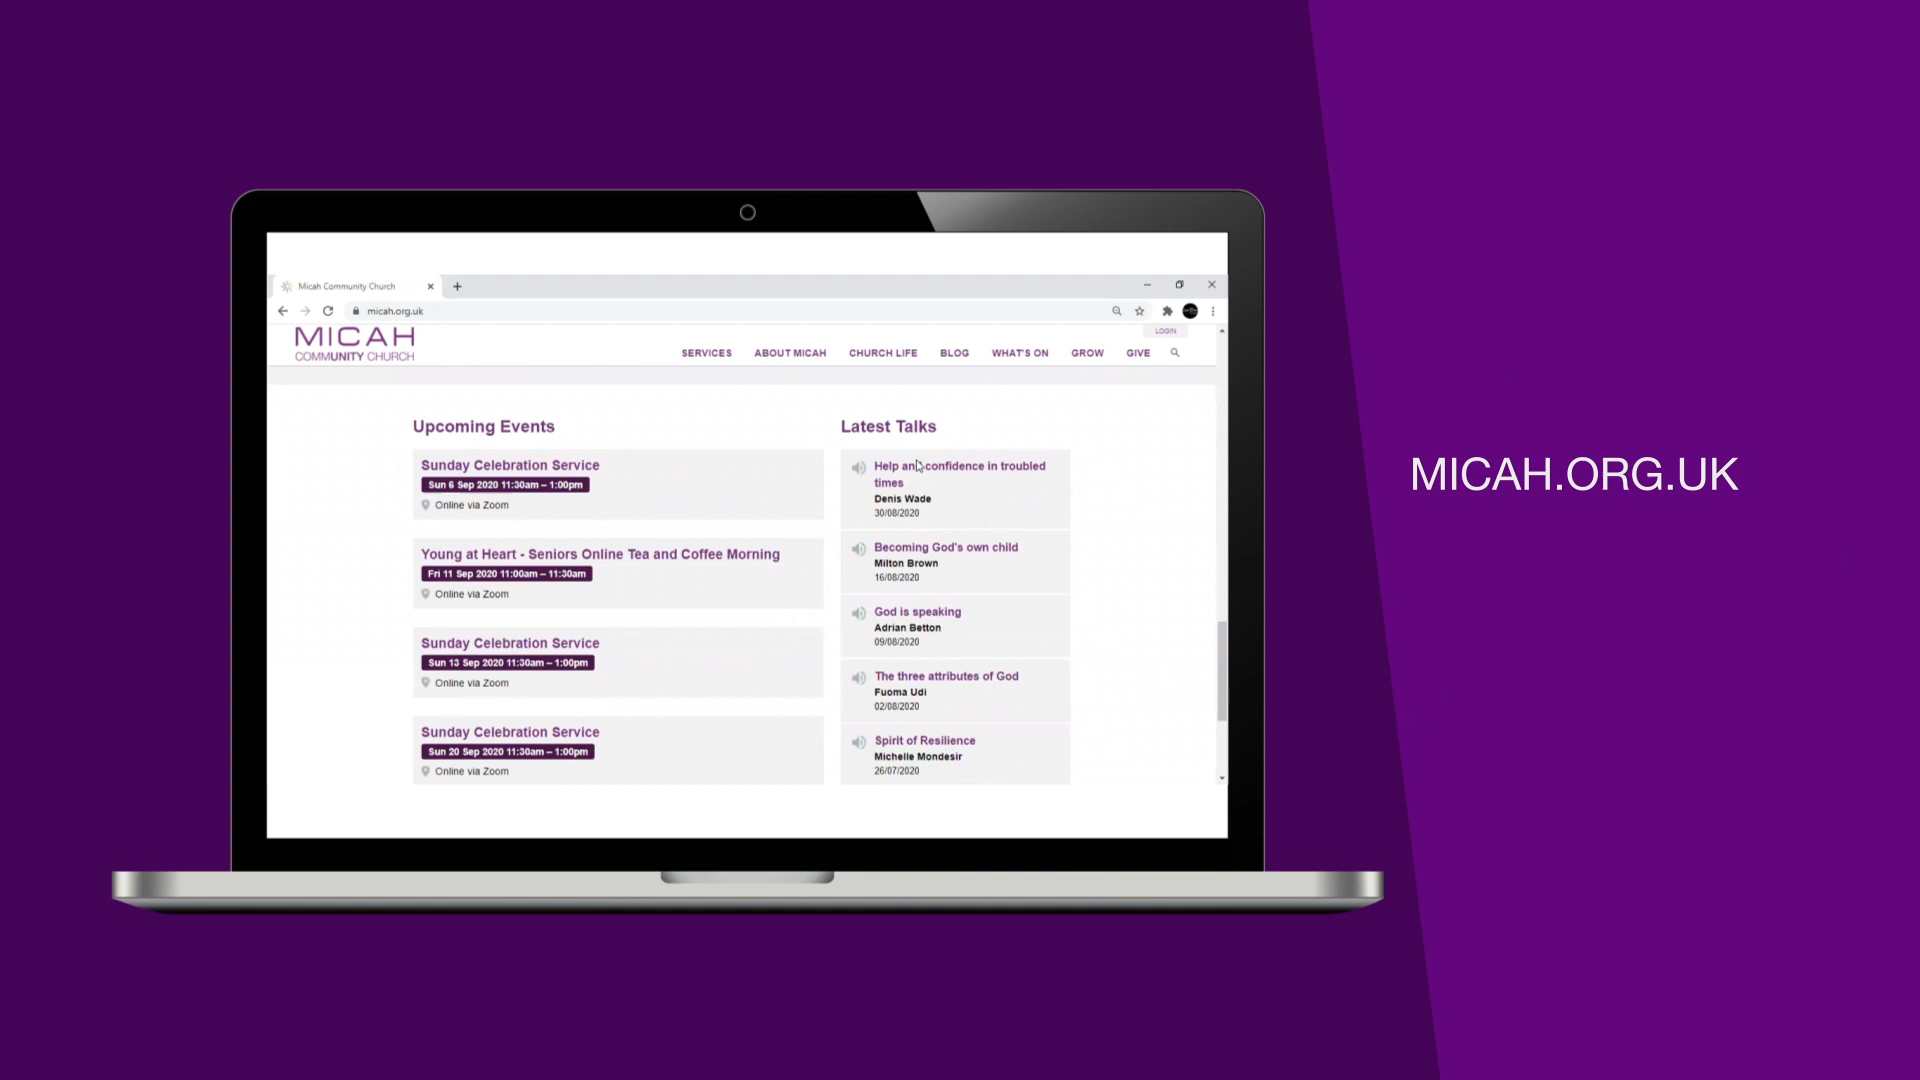 Micah Community Church
micah.org.uk
LOGIN
MICAH
COMMUNITY CHURCH
SERVICES ABOUT MICAH CHURCH LIFE BLOG WHAT'S ON GROW GIVE
Upcoming Events
Sunday Celebration Service
Sun 6 Sep 2020 11:30am – 1:00pm
Online via Zoom
Young at Heart - Seniors Online Tea and Coffee Morning
Fri 11 Sep 2020 11:00am – 11:30am
Online via Zoom
Sunday Celebration Service
Sun 13 Sep 2020 11:30am – 1:00pm
Online via Zoom
Sunday Celebration Service
Sun 20 Sep 2020 11:30am – 1:00pm
Online via Zoom
Latest Talks
Help and confidence in troubled
times
Denis Wade
30/08/2020
Becoming God's own child
Milton Brown
16/08/2020
God is speaking
Adrian Betton
09/08/2020
The three attributes of God
Fuoma Udi
02/08/2020
Spirit of Resilience
Michelle Mondesir
26/07/2020
MICAH.ORG.UK